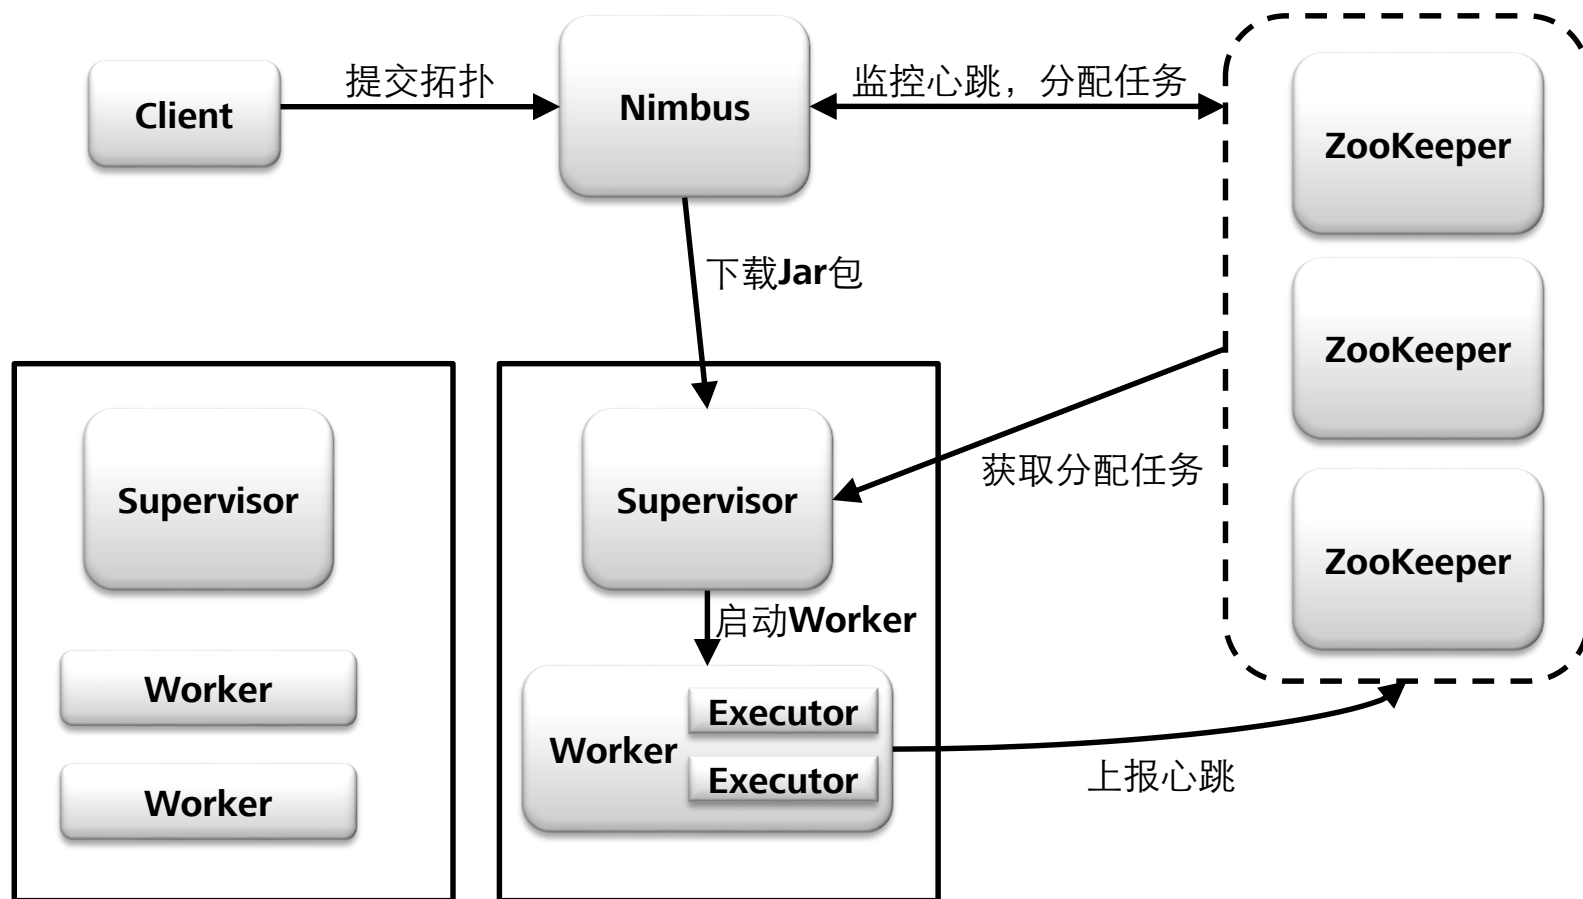 Client
提交拓扑
Nimbus
监控心跳，分配任务
ZooKeeper
下载Jar包
ZooKeeper
Supervisor
Supervisor
获取分配任务
ZooKeeper
启动Worker
Worker
Worker
Worker
Executor
Executor
上报心跳